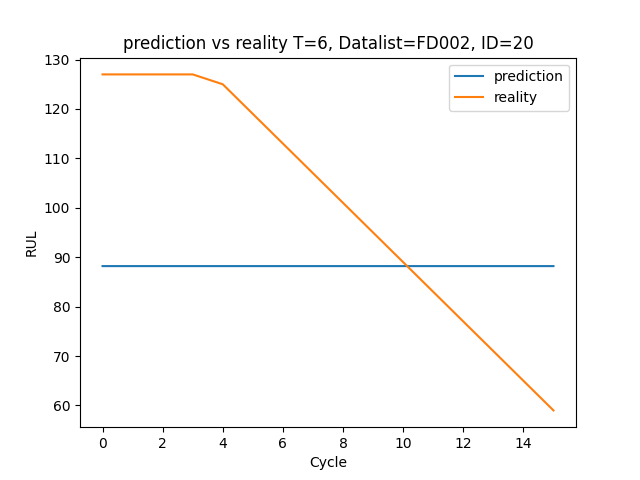 prediction vs reality T=6, Datalist=FD002, ID=20
prediction
reality
130
120
110
100
90
80
70
60
RUL
0 2 4 6 8 10 12 14
Cycle